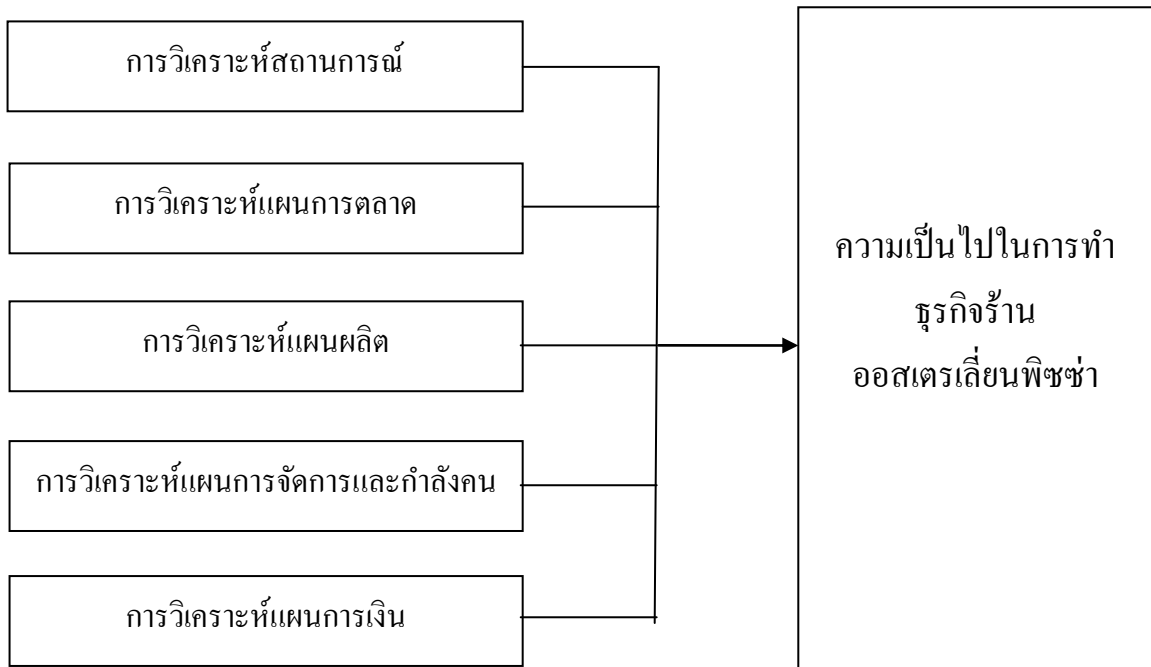 การวิเคราะห์สถานการณ์
การวิเคราะห์แผนการตลาด
การวิเคราะห์แผนผลิต
การวิเคราะห์แผนการจัดการและกำลังคน
การวิเคราะห์แผนการเงิน
ความเป็นไปในการทำ
ธุรกิจร้าน
ออสเตรเลี่ยนพิซซ่า